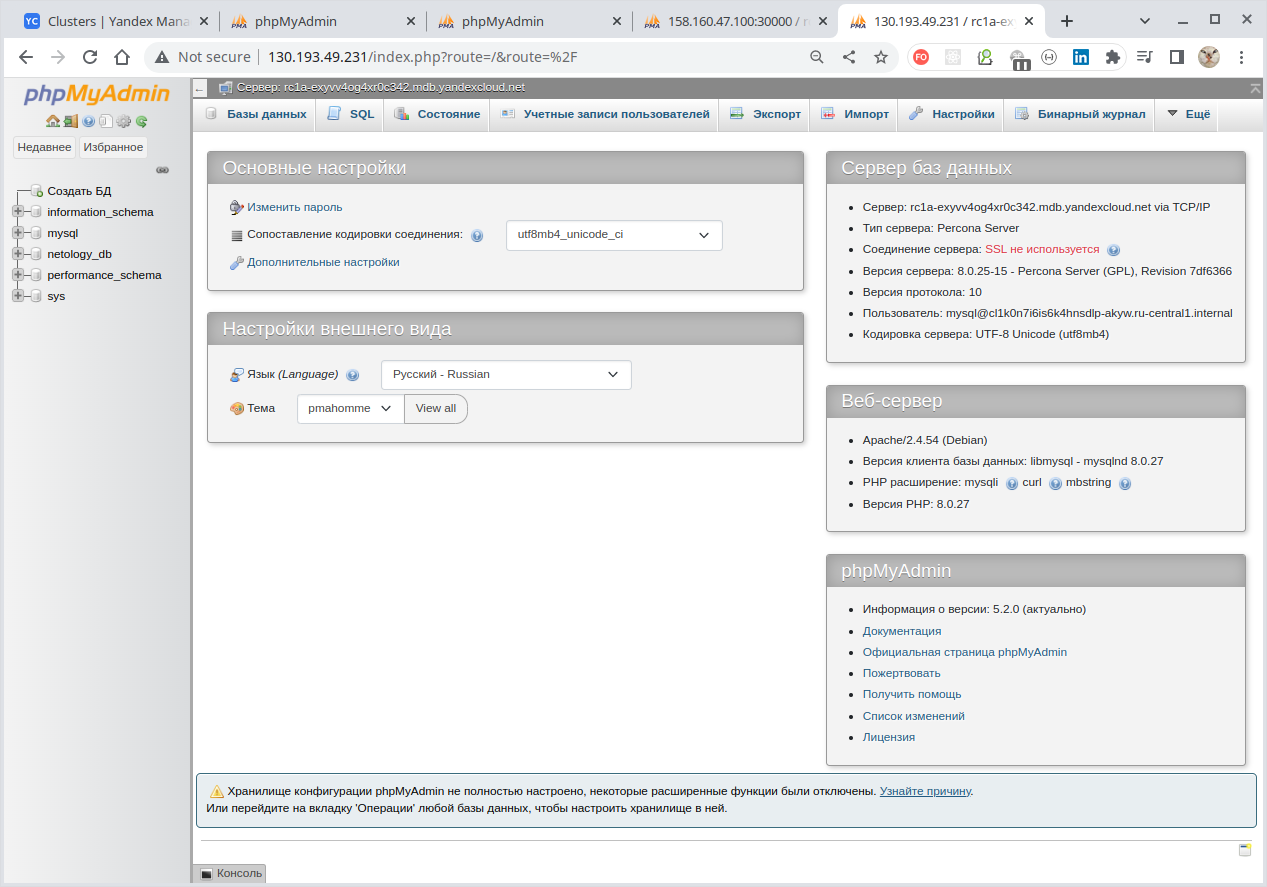 Clusters | Yandex Mana
phpMyAdmin
phpMyAdmin
158.160.47.100:30000 / r
130.193.49.231 / rc1a-ex
Not secure
130.193.49.231/index.php?route=/&route=%2F
phpMyAdmin
Недавнее
Избранное
Создать БД
information_schema
mysql
netology_db
performance_schema
sys
Сервер: rc1a-exyvv4og4xr0c342.mdb.yandexcloud.net
Базы данных
SQL
Состояние
Учетные записи пользователей
Экспорт
Импорт
Настройки
Бинарный журнал
Ещё
Основные настройки
Изменить пароль
Сопоставление кодировки соединения:
utf8mb4_unicode_ci
Дополнительные настройки
Настройки внешнего вида
Язык (Language)
Русский - Russian
Тема
pmahomme
View all
Сервер баз данных
Сервер: rc1a-exyvv4og4xr0c342.mdb.yandexcloud.net via TCP/IP
Тип сервера: Percona Server
Соединение сервера: SSL не используется
Версия сервера: 8.0.25-15 - Percona Server (GPL), Revision 7df6366
Версия протокола: 10
Пользователь: mysql@cl1k0n7i6is6k4hnsdlp-akyw.ru-central1.internal
Кодировка сервера: UTF-8 Unicode (utf8mb4)
Веб-сервер
Apache/2.4.54 (Debian)
Версия клиента базы данных: libmysql - mysqlnd 8.0.27
PHP расширение: mysqli curl mbstring
Версия PHP: 8.0.27
phpMyAdmin
Информация о версии: 5.2.0 (актуально)
Документация
Официальная страница phpMyAdmin
Пожертвовать
Получить помощь
Список изменений
Лицензия
Хранилище конфигурации phpMyAdmin не полностью настроено, некоторые расширенные функции были отключены. Узнайте причину.
Или перейдите на вкладку 'Операции' любой базы данных, чтобы настроить хранилище в ней.
Консоль